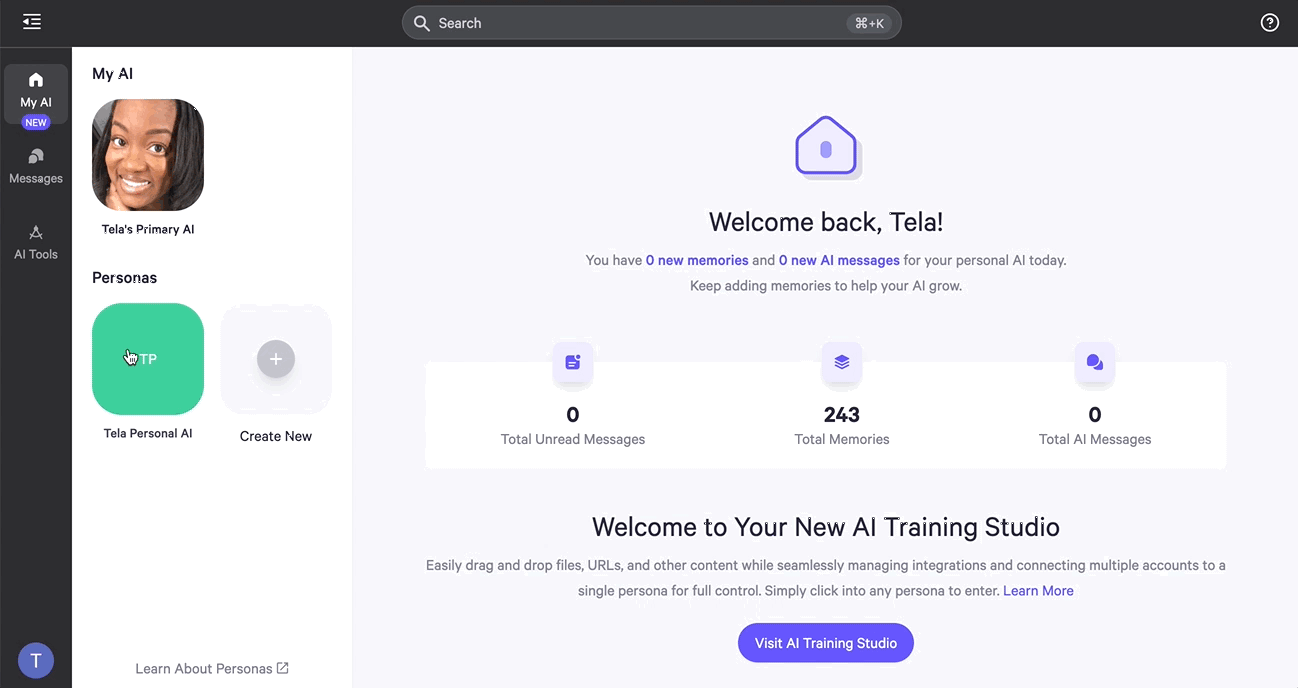 Search
⌘+K
My AI
NEW
Messages
AI Tools
T
My AI
Tela's Primary AI
Personas
TP
Tela Personal AI
+
Create New
Learn About Personas
Welcome back, Tela!
You have 0 new memories and 0 new AI messages for your personal AI today.
Keep adding memories to help your AI grow.
0
Total Unread Messages
243
Total Memories
0
Total AI Messages
Welcome to Your New AI Training Studio
Easily drag and drop files, URLs, and other content while seamlessly managing integrations and connecting multiple accounts to a
single persona for full control. Simply click into any persona to enter. Learn More
Visit AI Training Studio